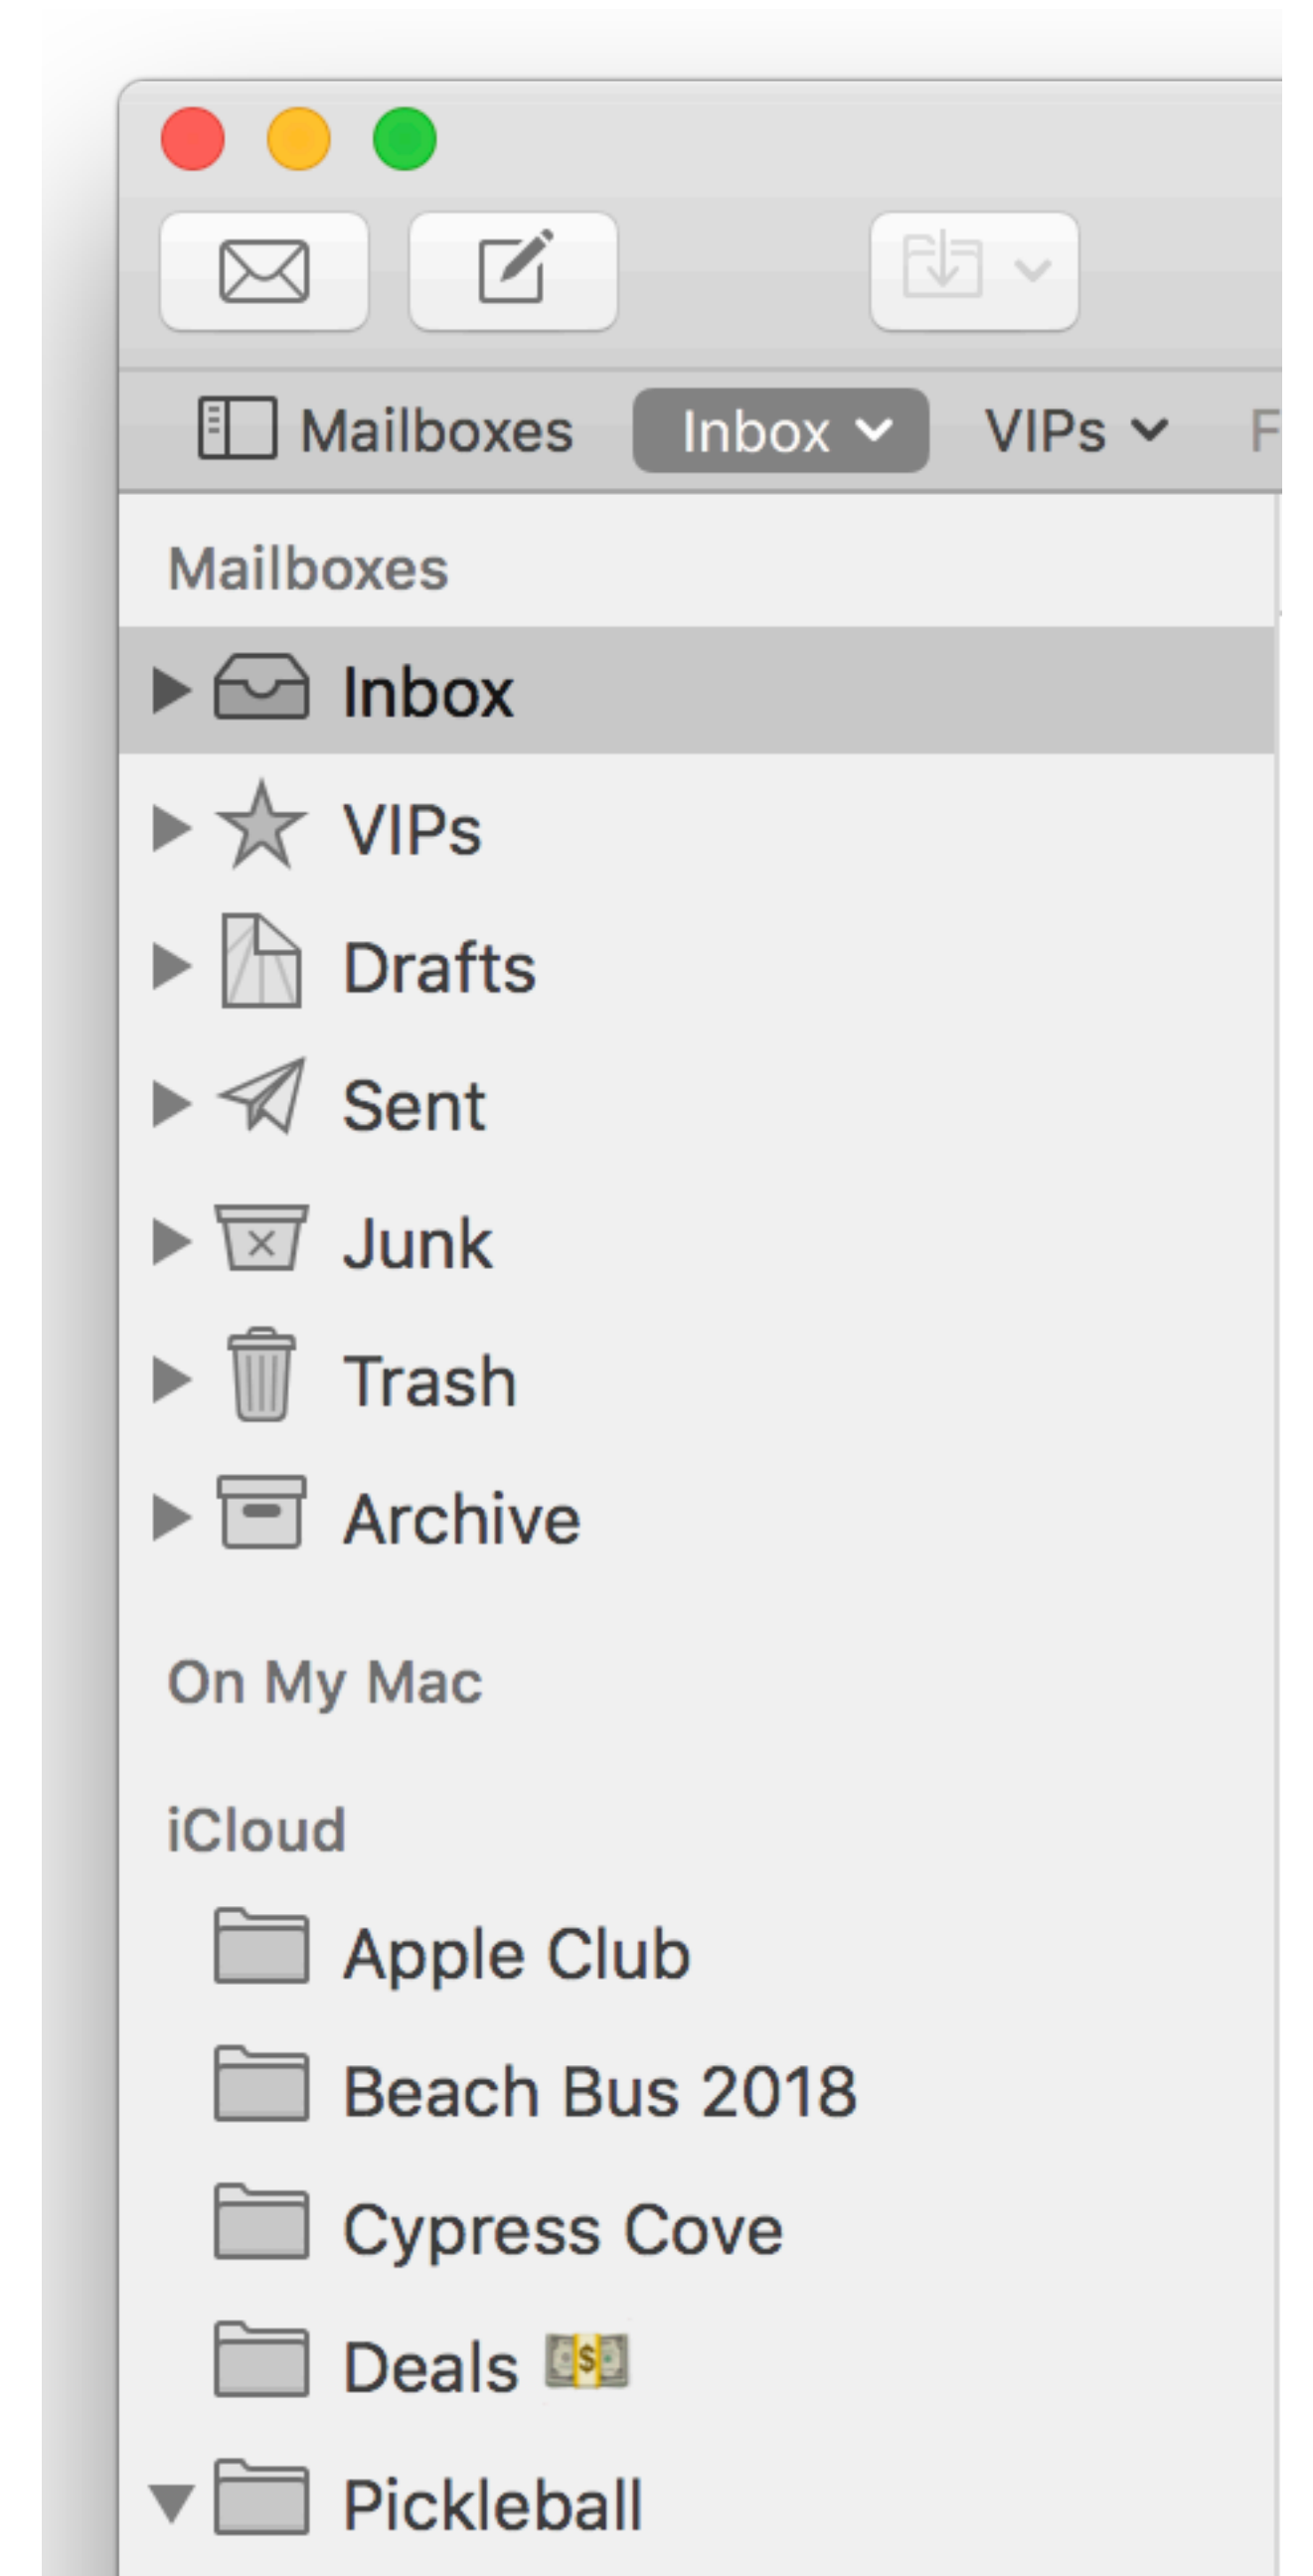 Mailboxes Inbox VIPs F
Mailboxes
Inbox
VIPs
Drafts
Sent
Junk
Trash
Archive
On My Mac
iCloud
Apple Club
Beach Bus 2018
Cypress Cove
Deals 💵
Pickleball